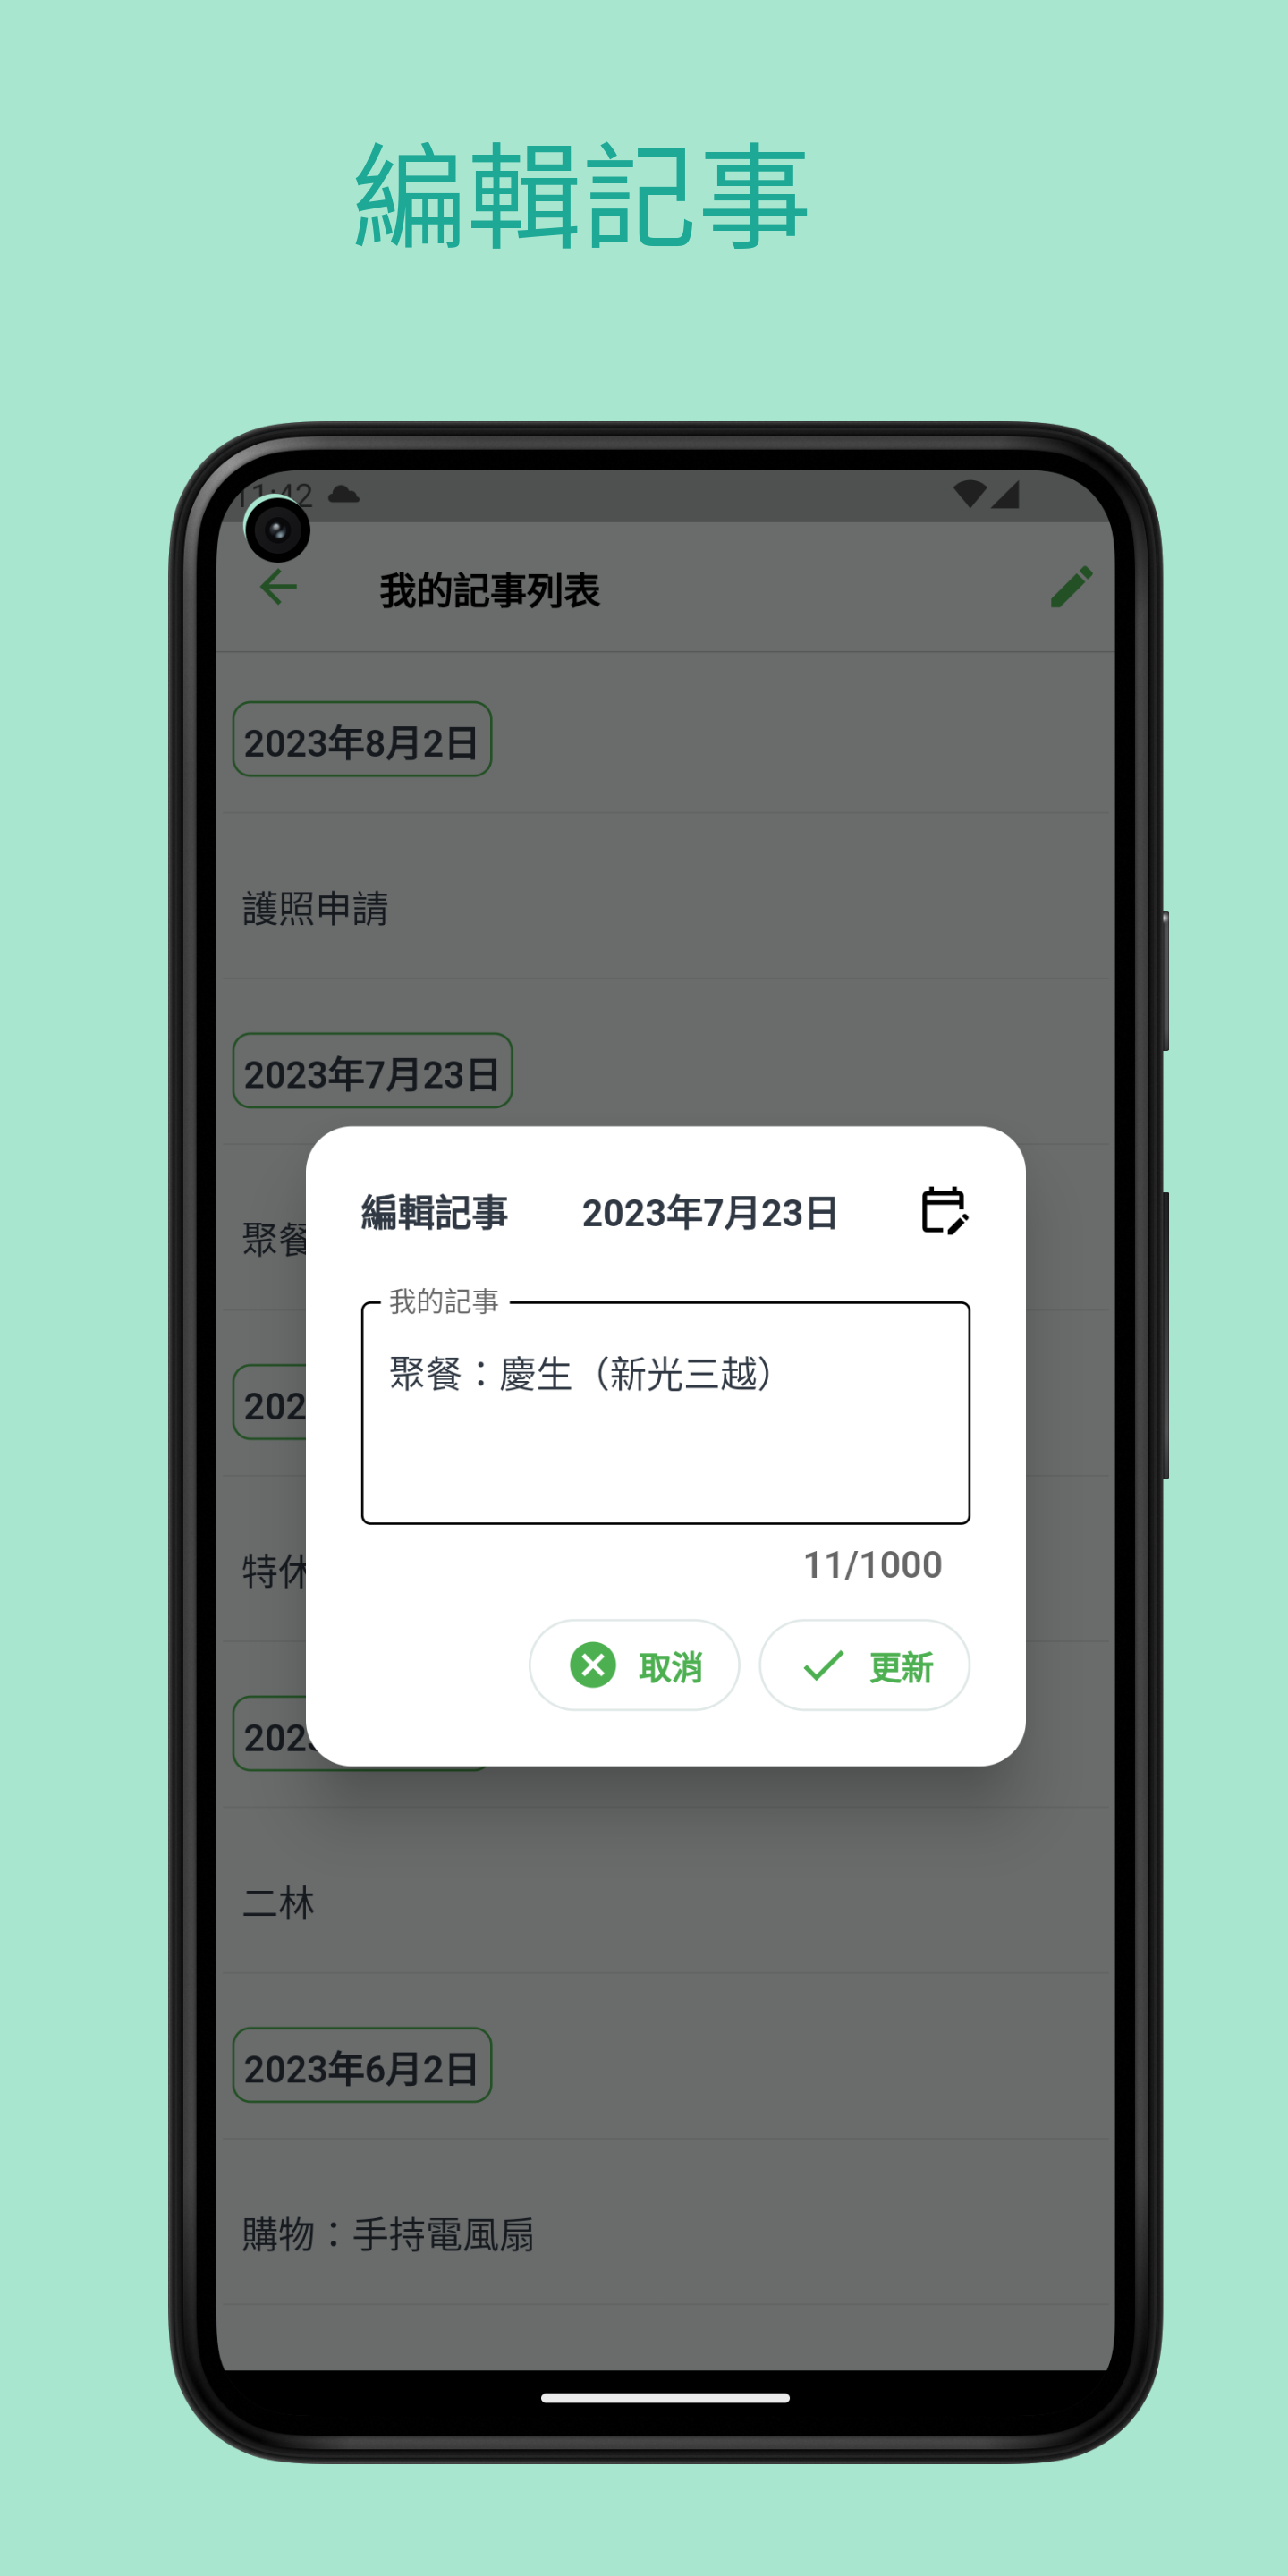 編輯記事
11:42
我的記事列表
2023年8月2日
護照申請
2023年7月23日
聚餐
編輯記事 2023年7月23日
我的記事
聚餐：慶生（新光三越）
202
11/1000
特休
取消 更新
202
二林
2023年6月2日
購物：手持電風扇